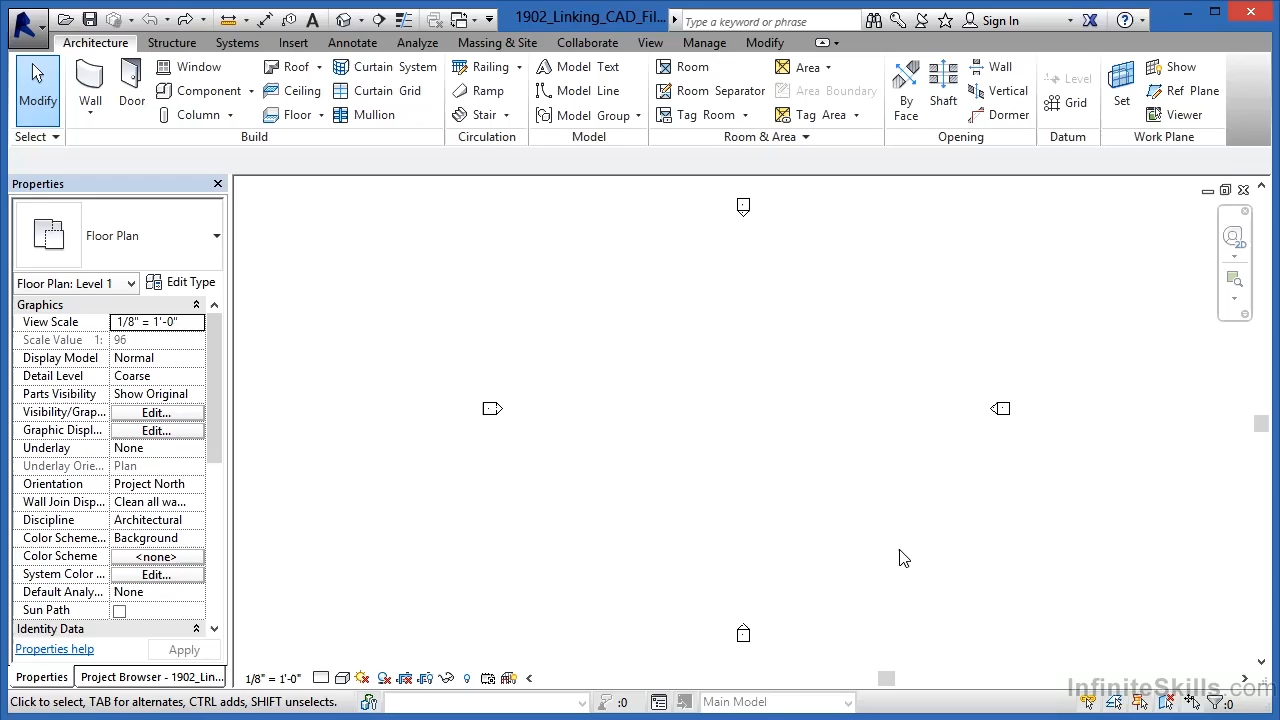 1902_Linking_CAD_Fil...
Type a keyword or phrase
Sign In
Architecture Structure Systems Insert Annotate Analyze Massing & Site Collaborate View Manage Modify
Modify
Select
Wall
Door
Window
Component
Column
Roof
Ceiling
Floor
Curtain System
Curtain Grid
Mullion
Build
Railing
Ramp
Stair
Circulation
Model Text
Model Line
Model Group
Model
Room
Room Separator
Tag Room
Area
Area Boundary
Tag Area
Room & Area
By
Face
Shaft
Wall
Vertical
Dormer
Opening
Level
Grid
Datum
Set
Show
Ref Plane
Viewer
Work Plane
Properties
Floor Plan
Floor Plan: Level 1
Edit Type
Graphics
View Scale 1/8" = 1'-0"
Scale Value 1: 96
Display Model Normal
Detail Level Coarse
Parts Visibility Show Original
Visibility/Grap... Edit...
Graphic Displ... Edit...
Underlay None
Underlay Orie... Plan
Orientation Project North
Wall Join Disp... Clean all wa...
Discipline Architectural
Color Scheme... Background
Color Scheme <none>
System Color ... Edit...
Default Analy... None
Sun Path
Identity Data
Properties help
Apply
Properties
Project Browser - 1902_Lin...
2D
1/8" = 1'-0"
Click to select, TAB for alternates, CTRL adds, SHIFT unselects.
:0
Main Model
:0
InfiniteSkills.com